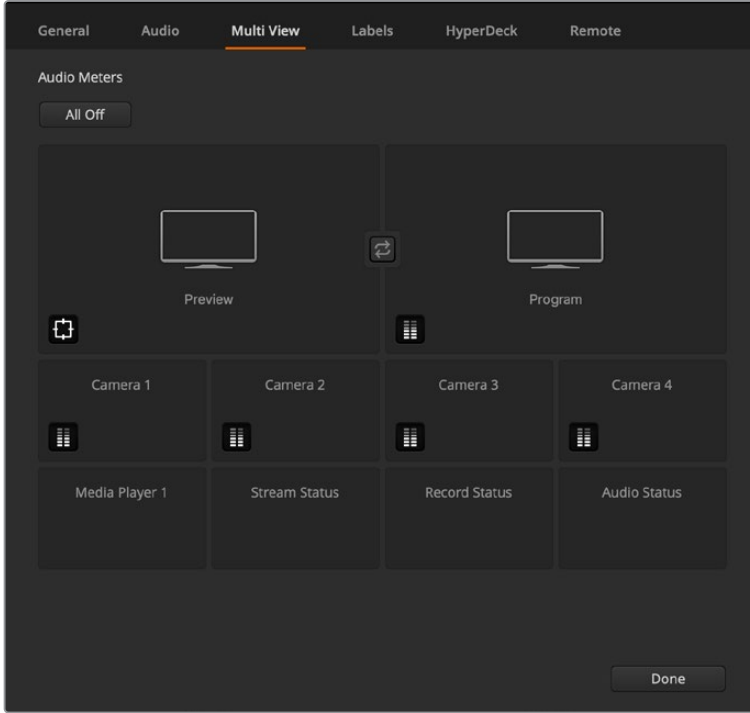 General Audio Multi View Labels HyperDeck Remote
Audio Meters
All Off
Preview Program
Camera 1 Camera 2 Camera 3 Camera 4
Media Player 1 Stream Status Record Status Audio Status
Done